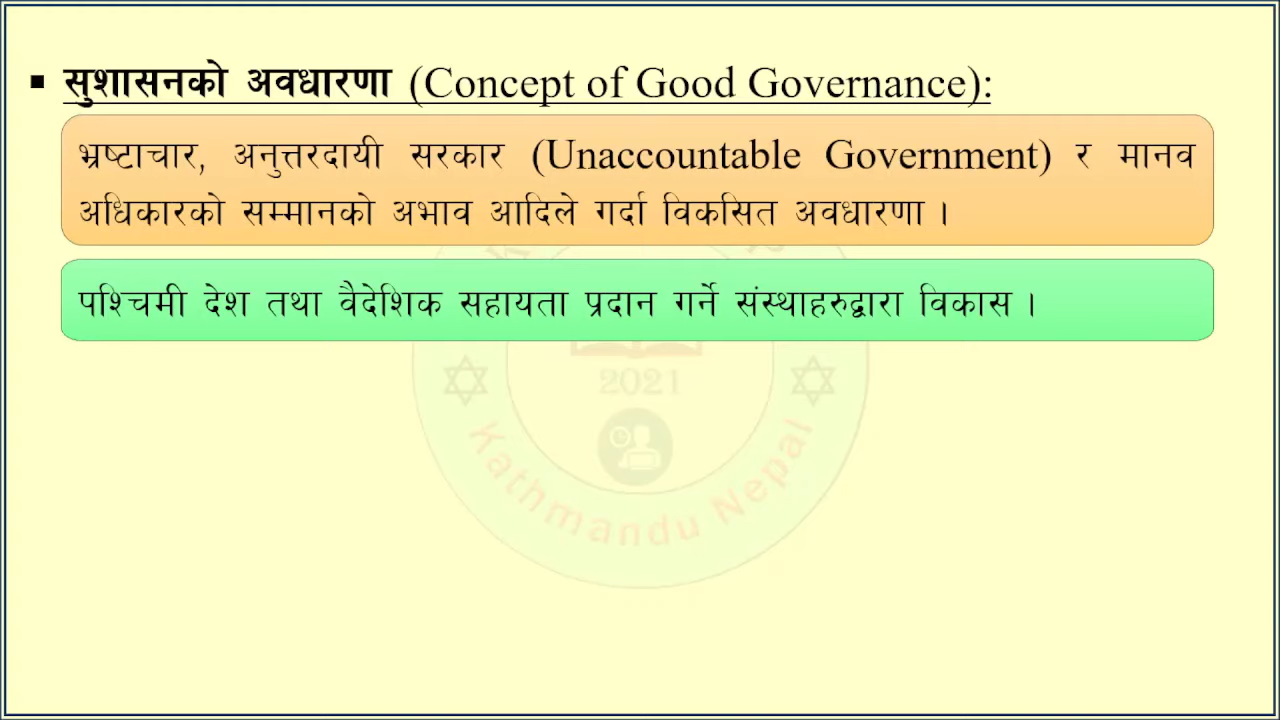 ▪ सुशासनको अवधारणा (Concept of Good Governance):
भ्रष्टाचार, अनुत्तरदायी सरकार (Unaccountable Government) र मानव
अधिकारको सम्मानको अभाव आदिले गर्दा विकसित अवधारणा ।
पश्चिमी देश तथा वैदेशिक सहायता प्रदान गर्ने संस्थाहरुद्वारा विकास ।
2021
Kathmandu Nepal